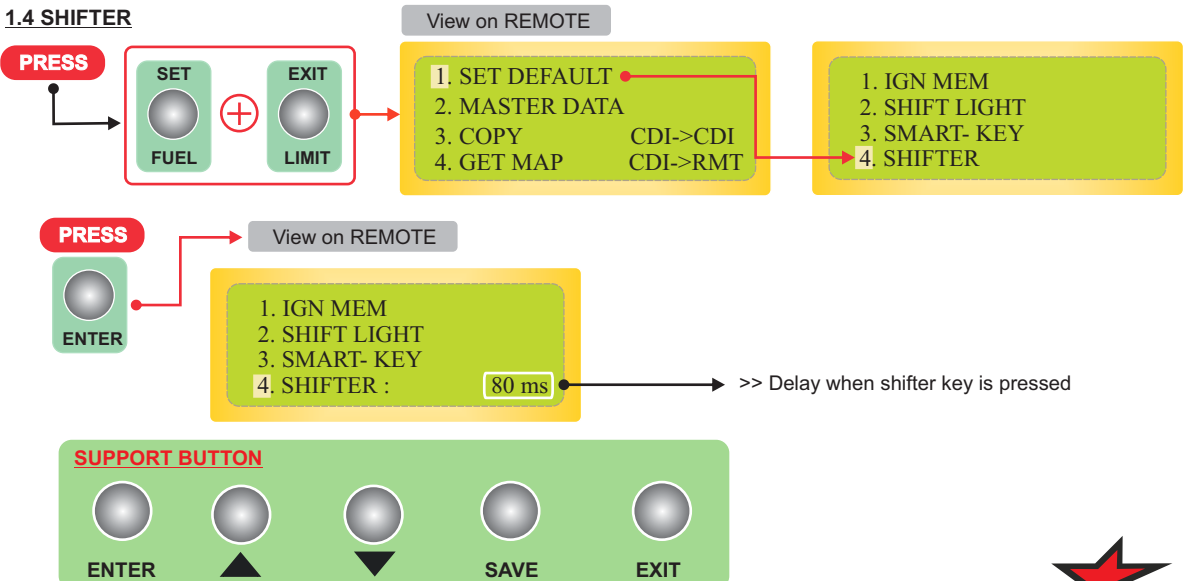 1.4 SHIFTER
View on REMOTE
PRESS
SET
FUEL
EXIT
LIMIT
1. SET DEFAULT
2. MASTER DATA
3. COPY CDI->CDI
4. GET MAP CDI->RMT
1. IGN MEM
2. SHIFT LIGHT
3. SMART- KEY
4. SHIFTER
PRESS
ENTER
View on REMOTE
1. IGN MEM
2. SHIFT LIGHT
3. SMART- KEY
4. SHIFTER : 80 ms
>> Delay when shifter key is pressed
SUPPORT BUTTON
ENTER
SAVE
EXIT